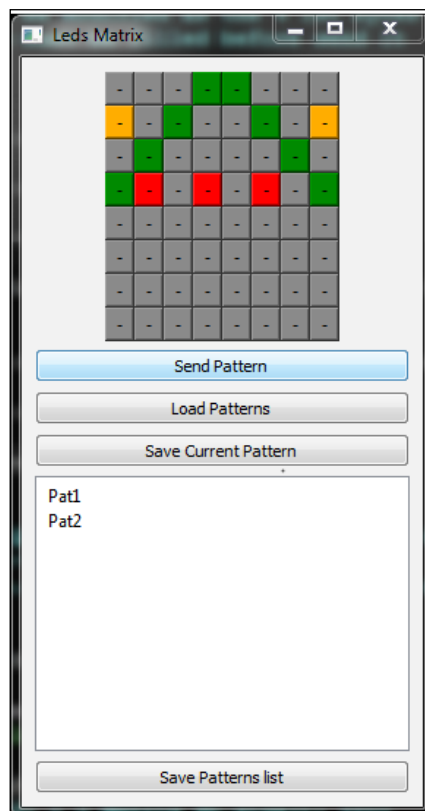 Leds Matrix
- - - - - - - -
- - - - - - - -
- - - - - - - -
- - - - - - - -
- - - - - - - -
- - - - - - - -
- - - - - - - -
- - - - - - - -
Send Pattern
Load Patterns
Save Current Pattern
Pat1
Pat2
Save Patterns list